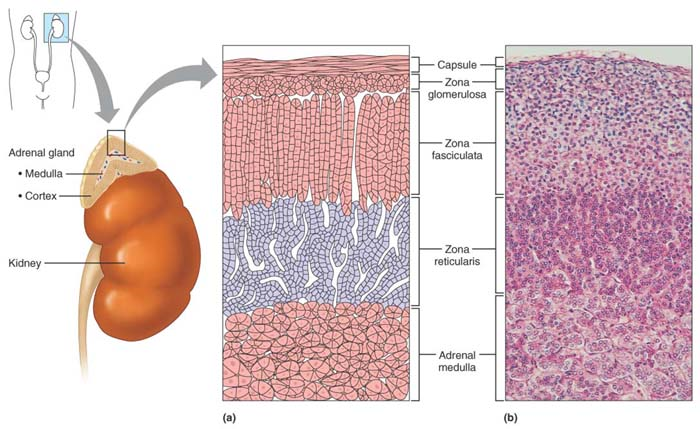 Adrenal gland
• Medulla
• Cortex
Kidney
Capsule
Zona
glomerulosa
Zona
fasciculata
Zona
reticularis
Adrenal
medulla
(a)
(b)